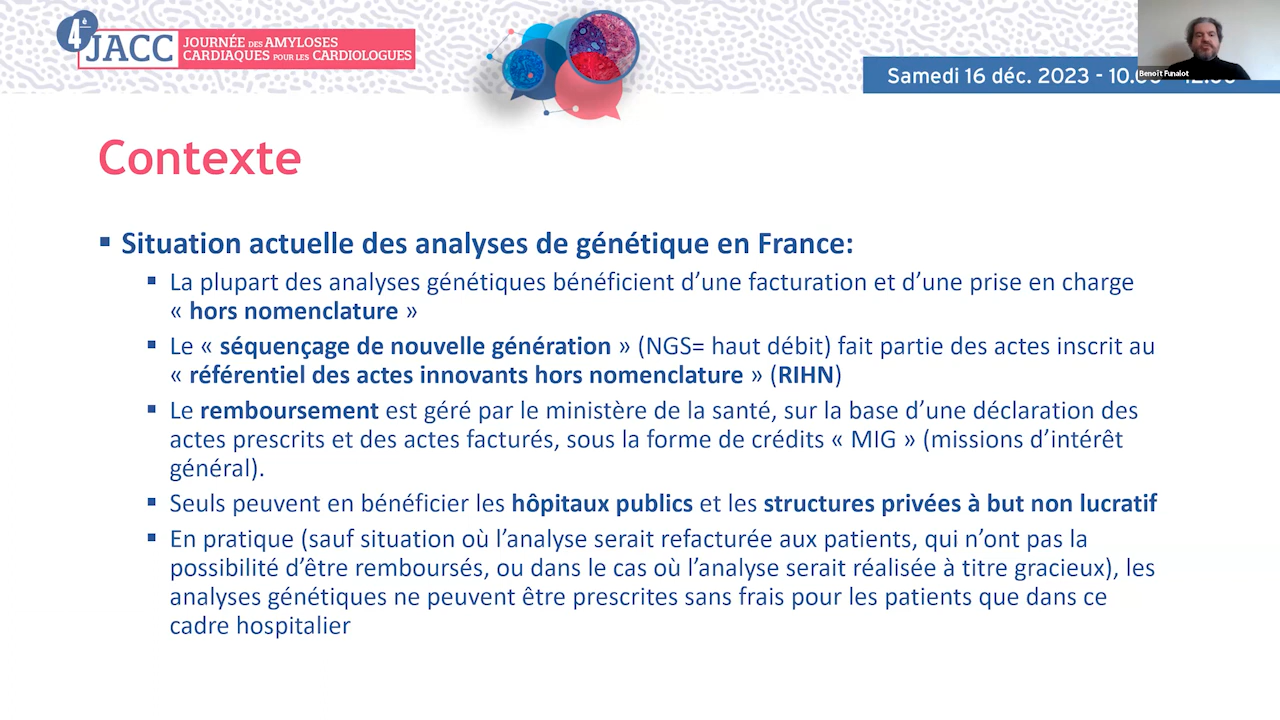 4è
JACC
JOURNÉE DES AMYLOSES
CARDIAQUES POUR LES CARDIOLOGUES
Samedi 16 déc. 2023 - 10.
Benoît Funalot
Contexte
Situation actuelle des analyses de génétique en France:
La plupart des analyses génétiques bénéficient d’une facturation et d’une prise en charge
« hors nomenclature »
Le « séquençage de nouvelle génération » (NGS= haut débit) fait partie des actes inscrit au
« référentiel des actes innovants hors nomenclature » (RIHN)
Le remboursement est géré par le ministère de la santé, sur la base d’une déclaration des
actes prescrits et des actes facturés, sous la forme de crédits « MIG » (missions d’intérêt
général).
Seuls peuvent en bénéficier les hôpitaux publics et les structures privées à but non lucratif
En pratique (sauf situation où l’analyse serait refacturée aux patients, qui n’ont pas la
possibilité d’être remboursés, ou dans le cas où l’analyse serait réalisée à titre gracieux), les
analyses génétiques ne peuvent être prescrites sans frais pour les patients que dans ce
cadre hospitalier